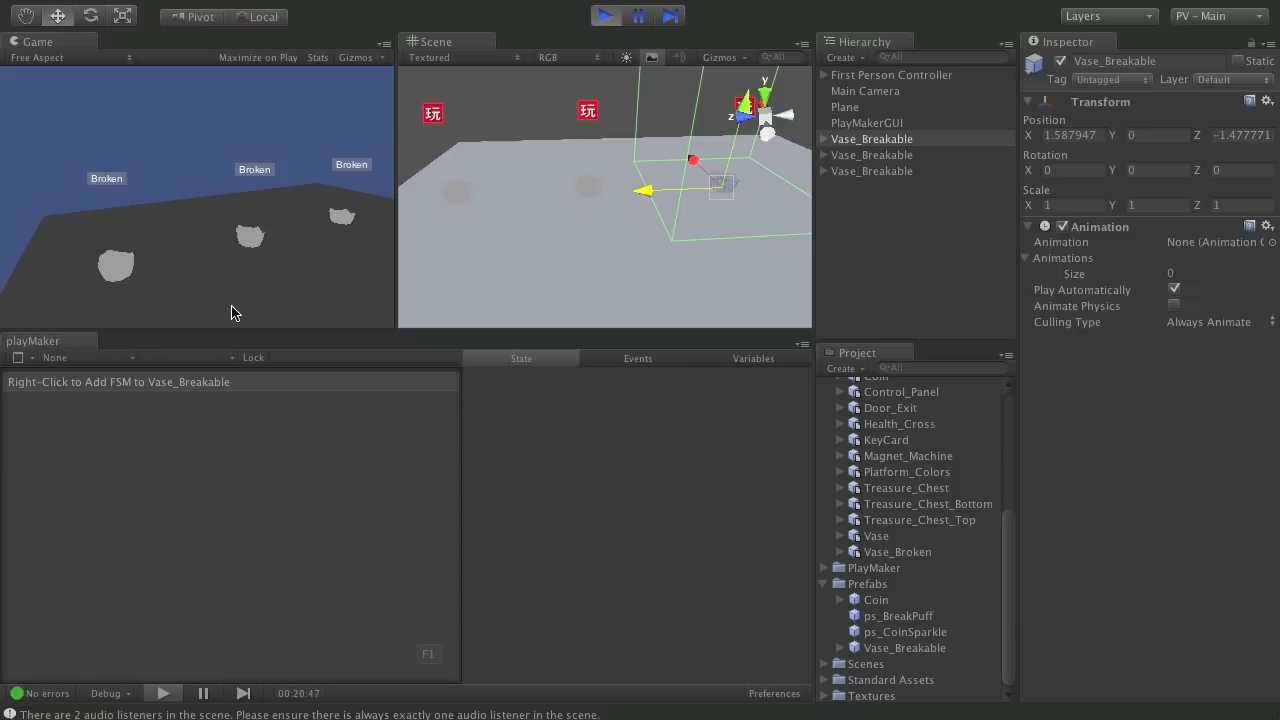 Pivot
Local
Layers
PV - Main
Game
Scene
Hierarchy
Inspector
Free Aspect
Maximize on Play
Stats
Gizmos
Textured
RGB
Gizmos
All
Create
All
Vase_Breakable
Static
Tag
Untagged
Layer
Default
First Person Controller
Main Camera
Plane
PlayMakerGUI
Vase_Breakable
Vase_Breakable
Vase_Breakable
Transform
Position
X 1.587947 Y 0 Z -1.477771
Rotation
X 0 Y 0 Z 0
Scale
X 1 Y 1 Z 1
Animation
Animation None (Animation C
Animations
Size 0
Play Automatically
Animate Physics
Culling Type Always Animate
y
z
玩
玩
Broken
Broken
Broken
playMaker
None
Lock
State
Events
Variables
Right-Click to Add FSM to Vase_Breakable
F1
No errors
Debug
00:20:47
Preferences
Project
Create
All
Coin
Control_Panel
Door_Exit
Health_Cross
KeyCard
Magnet_Machine
Platform_Colors
Treasure_Chest
Treasure_Chest_Bottom
Treasure_Chest_Top
Vase
Vase_Broken
PlayMaker
Prefabs
Coin
ps_BreakPuff
ps_CoinSparkle
Vase_Breakable
Scenes
Standard Assets
Textures
There are 2 audio listeners in the scene. Please ensure there is always exactly one audio listener in the scene.